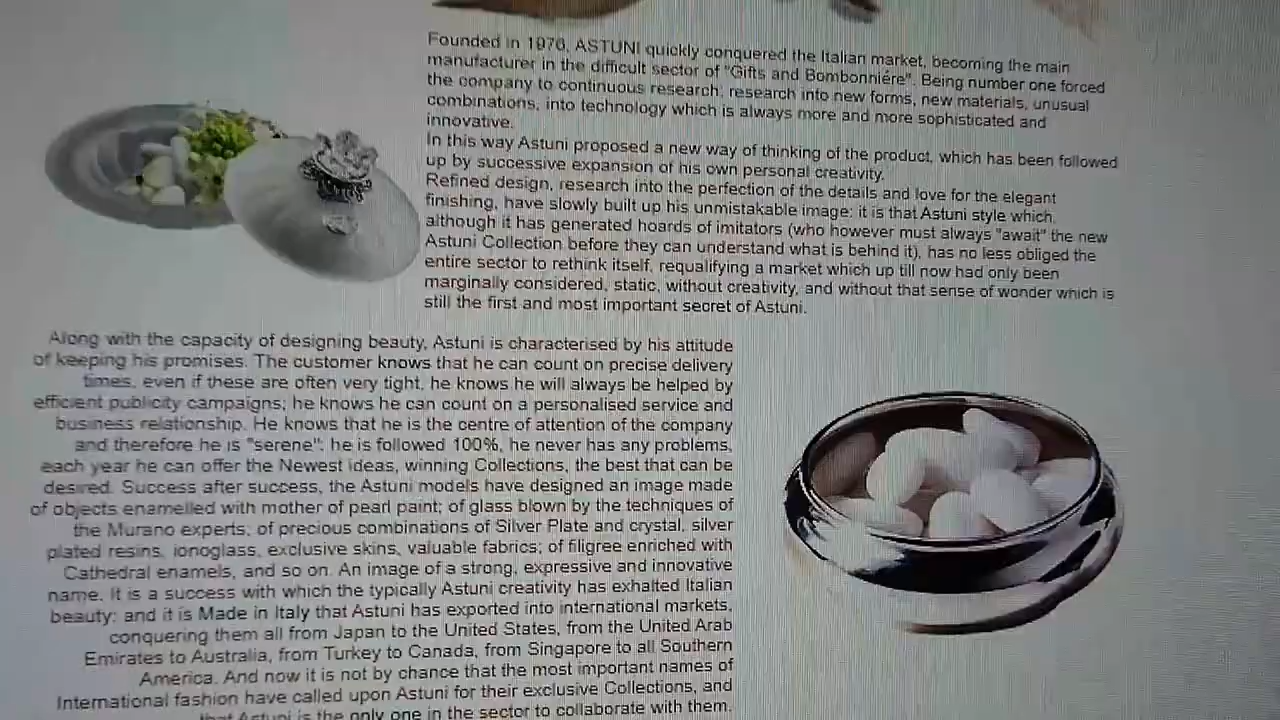 Founded in 1976, ASTUNI quickly conquered the Italian market, becoming the main
manufacturer in the difficult sector of "Gifts and Bombonniére". Being number one forced
the company to continuous research: research into new forms, new materials, unusual
combinations, into technology which is always more and more sophisticated and
innovative.
In this way Astuni proposed a new way of thinking of the product, which has been followed
up by successive expansion of his own personal creativity.
Refined design, research into the perfection of the details and love for the elegant
finishing, have slowly built up his unmistakable image: it is that Astuni style which,
although it has generated hoards of imitators (who however must always "await" the new
Astuni Collection before they can understand what is behind it), has no less obliged the
entire sector to rethink itself, requalifying a market which up till now had only been
marginally considered, static, without creativity, and without that sense of wonder which is
still the first and most important secret of Astuni.
Along with the capacity of designing beauty, Astuni is characterised by his attitude
of keeping his promises. The customer knows that he can count on precise delivery
times, even if these are often very tight, he knows he will always be helped by
efficient publicity campaigns; he knows he can count on a personalised service and
business relationship. He knows that he is the centre of attention of the company
and therefore he is "serene": he is followed 100%, he never has any problems,
each year he can offer the Newest ideas, winning Collections, the best that can be
desired. Success after success, the Astuni models have designed an image made
of objects enamelled with mother of pearl paint; of glass blown by the techniques of
the Murano experts; of precious combinations of Silver Plate and crystal, silver
plated resins, ionoglass, exclusive skins, valuable fabrics; of filigree enriched with
Cathedral enamels, and so on. An image of a strong, expressive and innovative
name. It is a success with which the typically Astuni creativity has exhalted Italian
beauty: and it is Made in Italy that Astuni has exported into international markets,
conquering them all from Japan to the United States, from the United Arab
Emirates to Australia, from Turkey to Canada, from Singapore to all Southern
America. And now it is not by chance that the most important names of
International fashion have called upon Astuni for their exclusive Collections, and
that Astuni is the only one in the sector to collaborate with them.